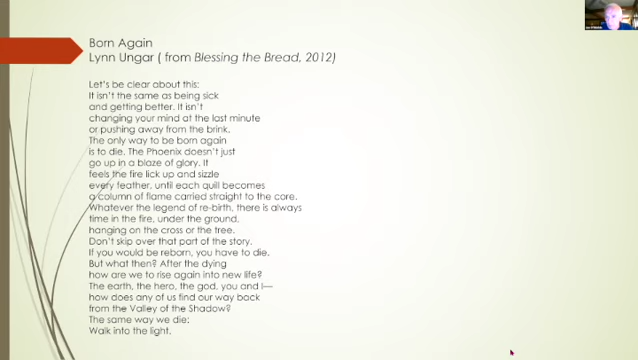 Born Again
Lynn Ungar ( from Blessing the Bread, 2012)
Let's be clear about this:
It isn't the same as being sick
and getting better. It isn't
changing your mind at the last minute
or pushing away from the brink.
The only way to be born again
is to die. The Phoenix doesn't just
go up in a blaze of glory. It
feels the fire lick up and sizzle
every feather, until each quill becomes
a column of flame carried straight to the core.
Whatever the legend of re-birth, there is always
time in the fire, under the ground,
hanging on the cross or the tree.
Don't skip over that part of the story.
If you would be reborn, you have to die.
But what then? After the dying
how are we to rise again into new life?
The earth, the hero, the god, you and I—
how does any of us find our way back
from the Valley of the Shadow?
The same way we die:
Walk into the light.